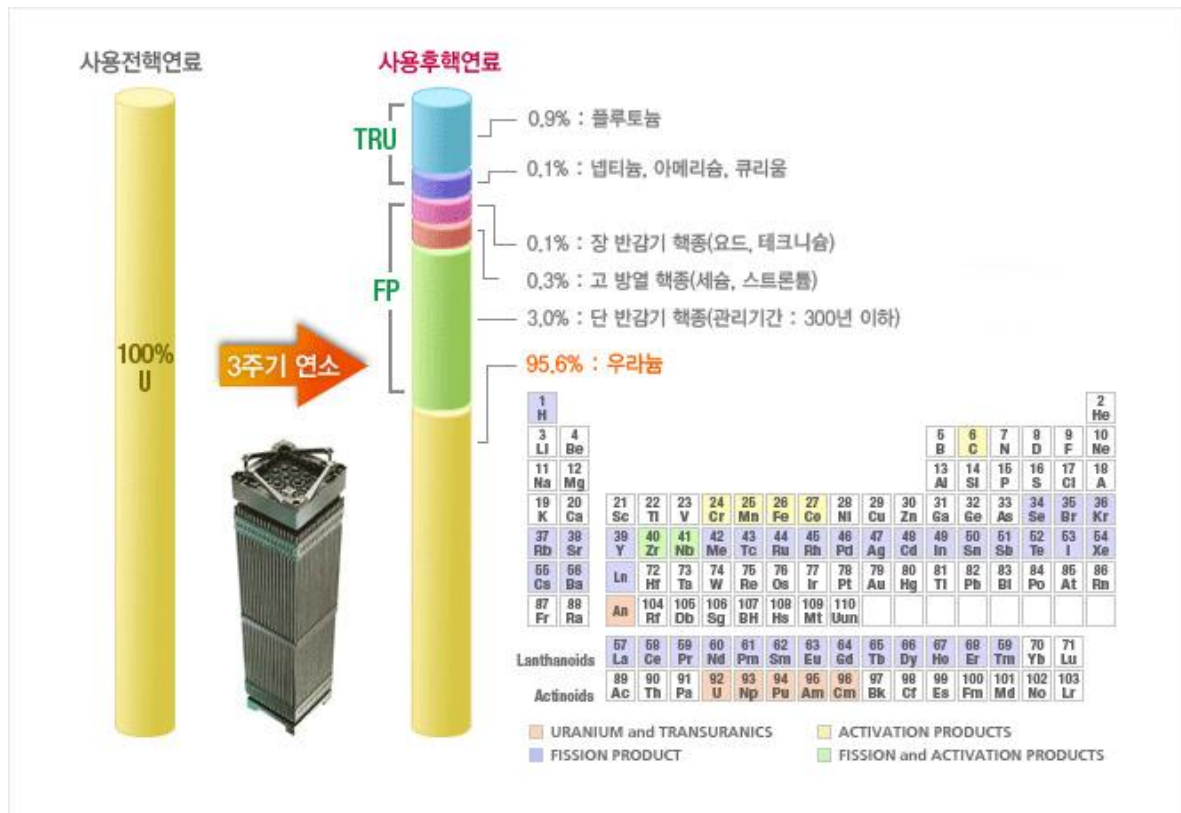 사용전핵연료
사용후핵연료
TRU
0.9% : 플루토늄
0.1% : 넵티늄, 아메리슘, 큐리움
FP
0.1% : 장 반감기 핵종(요드, 테크니슘)
0.3% : 고 방열 핵종(세슘, 스트론튬)
3.0% : 단 반감기 핵종(관리기간 : 300년 이하)
95.6% : 우라늄
100%
U
3주기 연소
1 2
H He
3 4 5 6 7 8 9 10
Li Be B C N D F Ne
11 12 13 14 15 16 17 18
Na Mg Al Si P S Cl A
19 20 21 22 23 24 25 26 27 28 29 30 31 32 33 34 35 36
K Ca Sc Ti V Cr Mn Fe Co Ni Cu Zn Ga Ge As Se Br Kr
37 38 39 40 41 42 43 44 45 46 47 48 49 50 51 52 53 54
Rb Sr Y Zr Nb Me Tc Ru Rh Pd Ag Cd In Sn Sb Te I Xe
55 56 Ln 72 73 74 75 76 77 78 79 80 81 82 83 84 85 86
Cs Ba Hf Ta W Re Os Ir Pt Au Hg Tl Pb Bi Po At Rn
87 88 An 104 105 106 107 108 109 110
Fr Ra Rf Db Sg BH Hs Mt Uun
57 58 59 60 61 62 63 64 65 66 67 68 59 70 71
Lanthanoids La Ce Pr Nd Pm Sm Eu Gd Tb Dy Ho Er Tm Yb Lu
89 90 91 92 93 94 95 96 97 98 99 100 101 102 103
Actinoids Ac Th Pa U Np Pu Am Cm Bk Cf Es Fm Md No Lr
URANIUM and TRANSURANICS
ACTIVATION PRODUCTS
FISSION PRODUCT
FISSION and ACTIVATION PRODUCTS